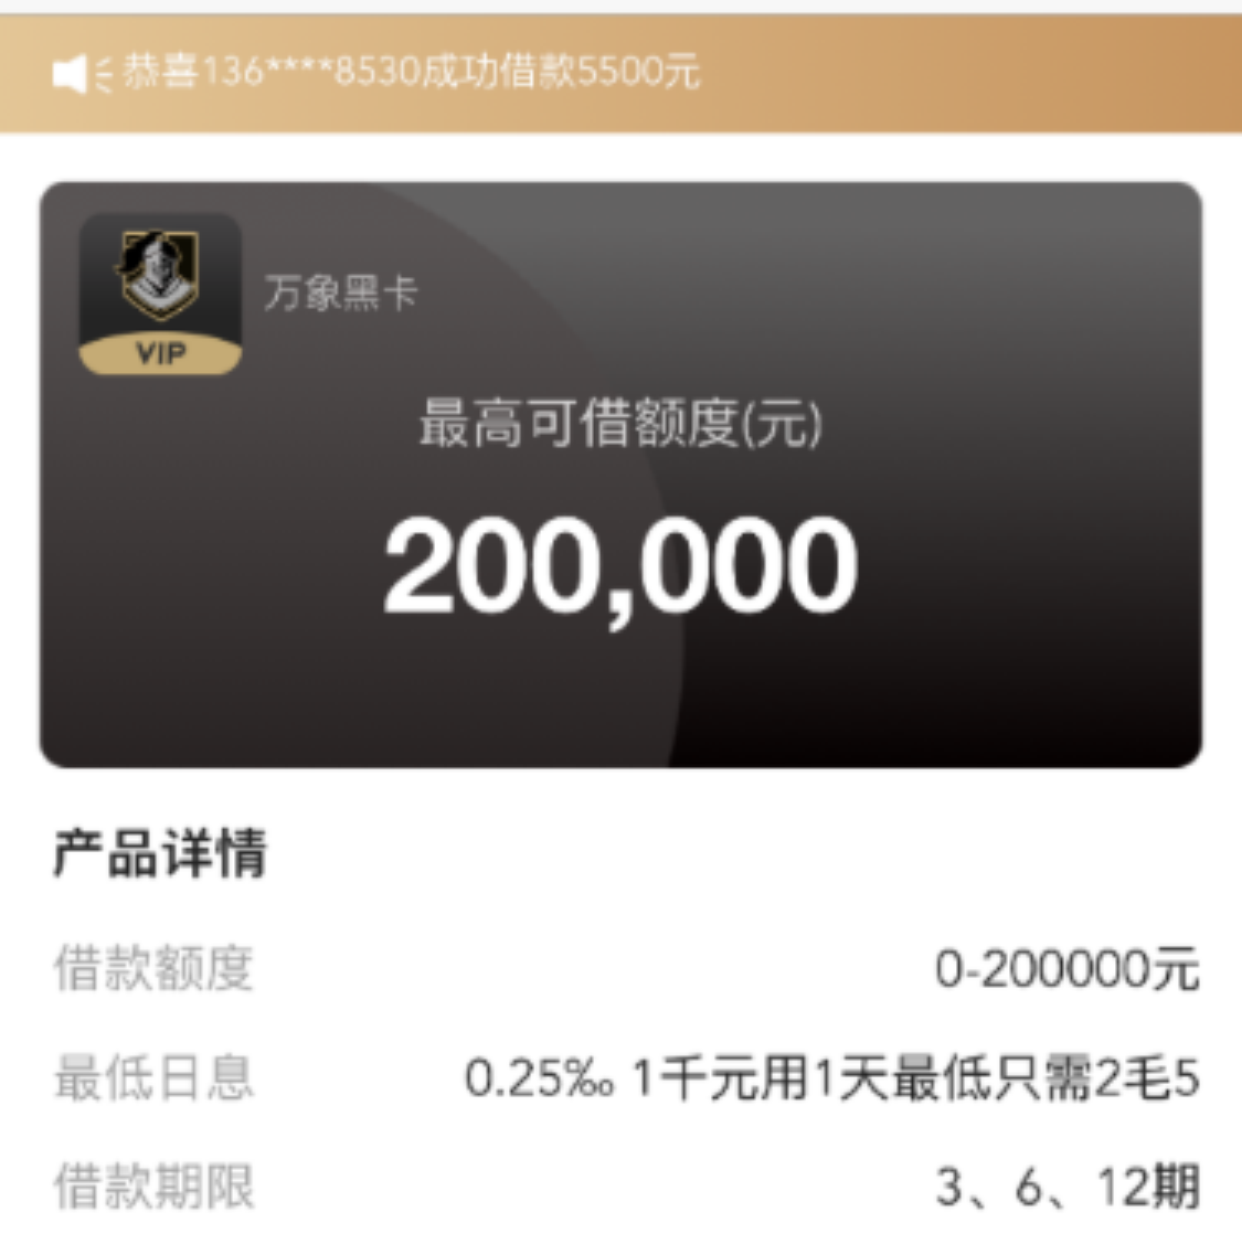 恭喜136****8530成功借款5500元
万象黑卡
VIP
最高可借额度(元)
200,000
产品详情
借款额度 0-200000元
最低日息 0.25‰ 1千元用1天最低只需2毛5
借款期限 3、6、12期